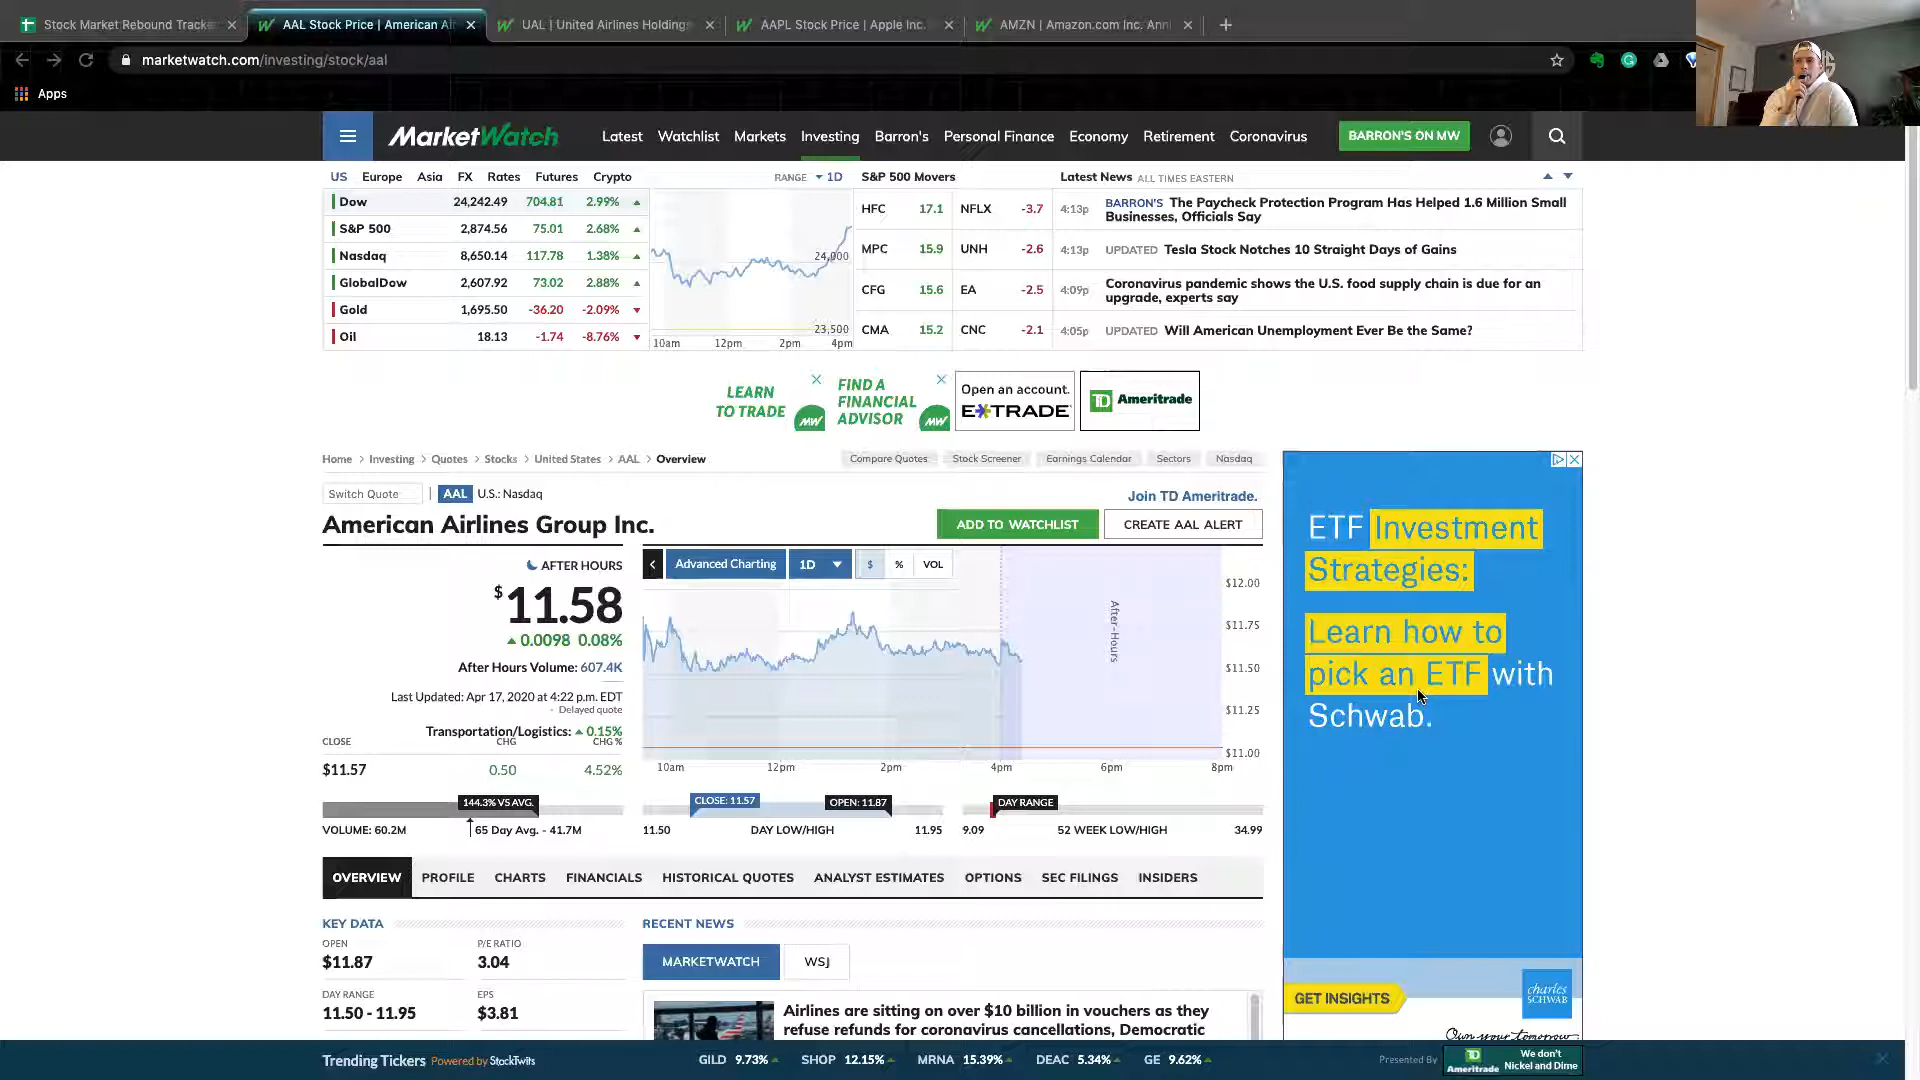 Stock Market Rebound Tracke
AAL Stock Price | American Ai
UAL | United Airlines Holding
AAPL Stock Price | Apple Inc.
AMZN | Amazon.com Inc. Ann
marketwatch.com/investing/stock/aal
Apps
MarketWatch
Latest Watchlist Markets Investing Barron's Personal Finance Economy Retirement Coronavirus
BARRON'S ON MW
US Europe Asia FX Rates Futures Crypto
RANGE 1D
Dow 24,242.49 704.81 2.99%
S&P 500 2,874.56 75.01 2.68%
Nasdaq 8,650.14 117.78 1.38%
GlobalDow 2,607.92 73.02 2.88%
Gold 1,695.50 -36.20 -2.09%
Oil 18.13 -1.74 -8.76%
24,000
23,500
10am 12pm 2pm 4pm
S&P 500 Movers
HFC 17.1 NFLX -3.7
MPC 15.9 UNH -2.6
CFG 15.6 EA -2.5
CMA 15.2 CNC -2.1
Latest News ALL TIMES EASTERN
4:13p BARRON'S The Paycheck Protection Program Has Helped 1.6 Million Small
Businesses, Officials Say
4:13p UPDATED Tesla Stock Notches 10 Straight Days of Gains
4:09p Coronavirus pandemic shows the U.S. food supply chain is due for an
upgrade, experts say
4:05p UPDATED Will American Unemployment Ever Be the Same?
LEARN
TO TRADE
MW
FIND A
FINANCIAL
ADVISOR
MW
Open an account.
E*TRADE
TD Ameritrade
Home > Investing > Quotes > Stocks > United States > AAL > Overview
Compare Quotes Stock Screener Earnings Calendar Sectors Nasdaq
Switch Quote | AAL U.S.: Nasdaq
Join TD Ameritrade.
American Airlines Group Inc.
ADD TO WATCHLIST
CREATE AAL ALERT
AFTER HOURS
$11.58
0.0098 0.08%
After Hours Volume: 607.4K
Last Updated: Apr 17, 2020 at 4:22 p.m. EDT
- Delayed quote
Transportation/Logistics: 0.15%
CLOSE CHG CHG %
$11.57 0.50 4.52%
Advanced Charting 1D $ % VOL
After-Hours
$12.00
$11.75
$11.50
$11.25
$11.00
10am 12pm 2pm 4pm 6pm 8pm
144.3% VS AVG.
VOLUME: 60.2M 65 Day Avg. - 41.7M
CLOSE: 11.57 OPEN: 11.87
11.50 DAY LOW/HIGH 11.95
DAY RANGE
9.09 52 WEEK LOW/HIGH 34.99
OVERVIEW PROFILE CHARTS FINANCIALS HISTORICAL QUOTES ANALYST ESTIMATES OPTIONS SEC FILINGS INSIDERS
KEY DATA
OPEN P/E RATIO
$11.87 3.04
DAY RANGE EPS
11.50 - 11.95 $3.81
RECENT NEWS
MARKETWATCH WSJ
Airlines are sitting on over $10 billion in vouchers as they
refuse refunds for coronavirus cancellations, Democratic
ETF Investment
Strategies:
Learn how to
pick an ETF with
Schwab.
GET INSIGHTS
charles
SCHWAB
Own your tomorrow.
Trending Tickers Powered by StockTwits
GILD 9.73% SHOP 12.15% MRNA 15.39% DEAC 5.34% GE 9.62%
Presented By
TD
Ameritrade
We don't
Nickel and Dime